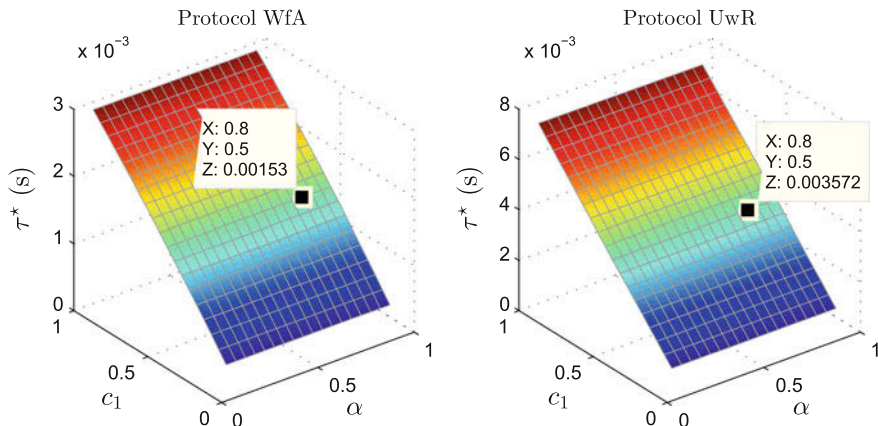 Protocol WfA
x 10⁻³
3
2
1
0
τ* (s)
X: 0.8
Y: 0.5
Z: 0.00153
1
0.5
0
c₁
0
0.5
1
α
Protocol UwR
x 10⁻³
8
6
4
2
0
τ* (s)
X: 0.8
Y: 0.5
Z: 0.003572
1
0.5
0
c₁
0
0.5
1
α